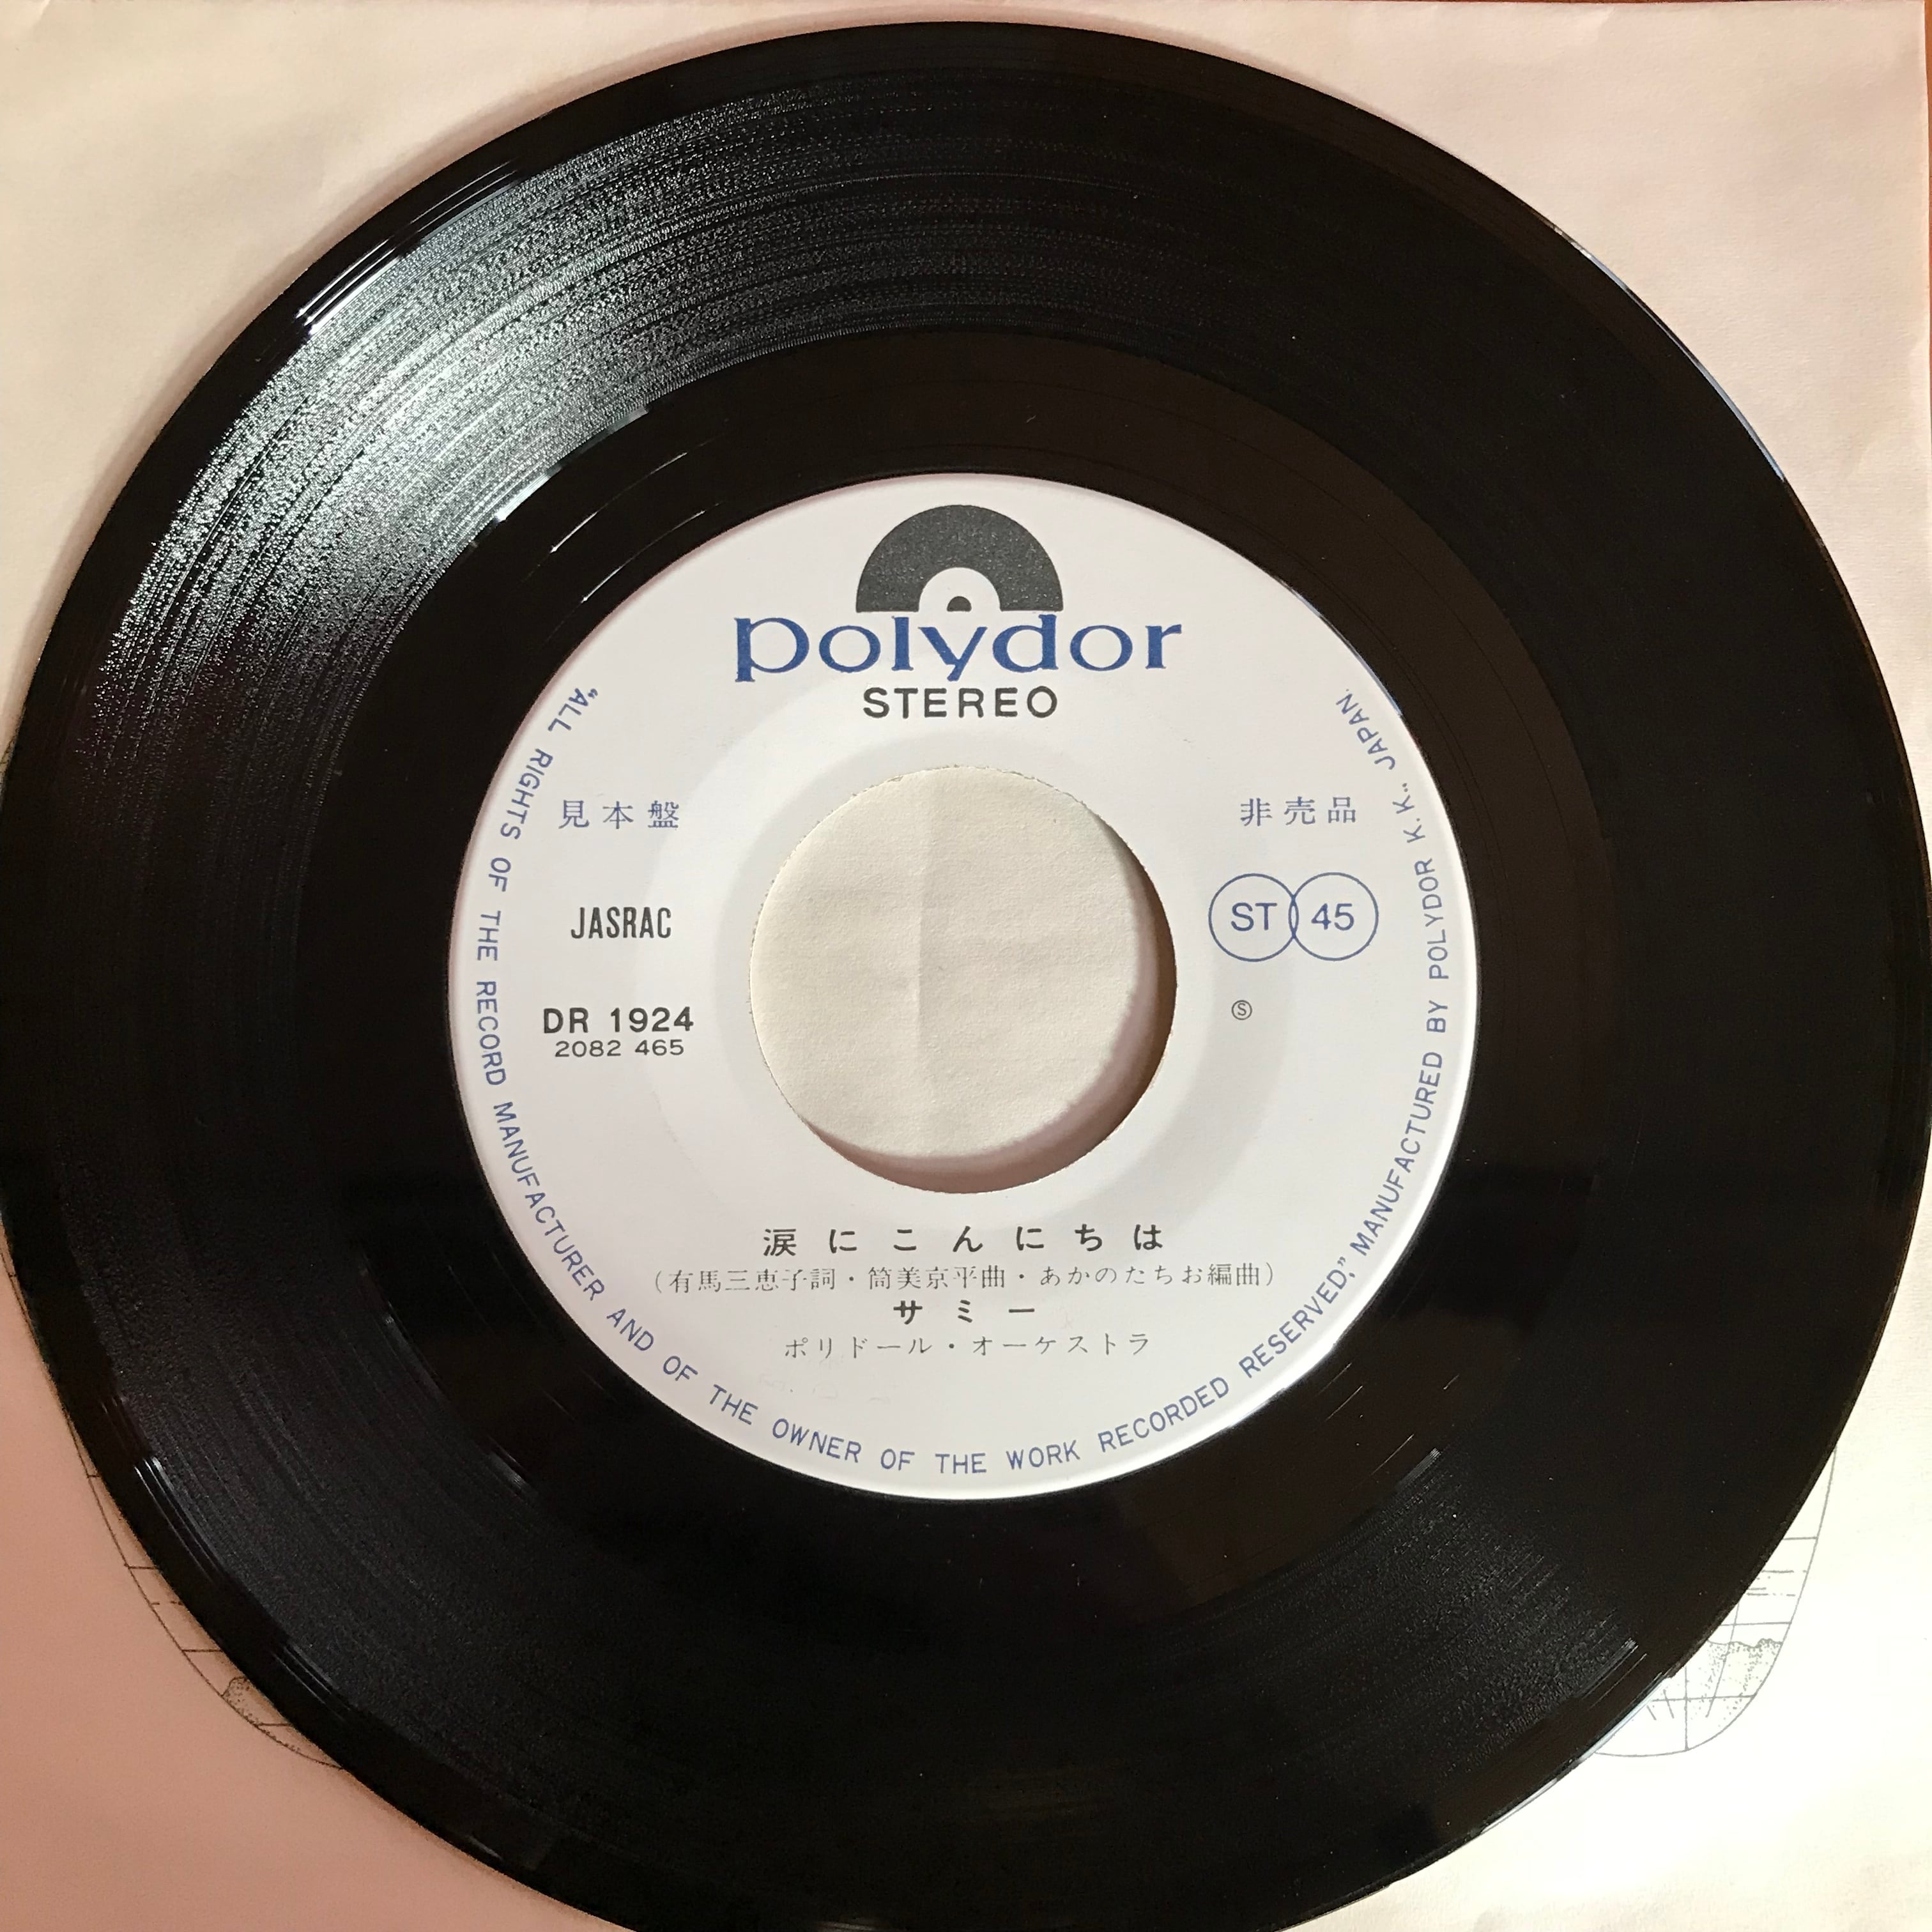 polydor
STEREO
見本盤
非売品
JASRAC
ST 45
DR 1924
Ⓢ
2082 465
涙にこんにちは
(有馬三恵子詞・筒美京平曲・あかのたちお編曲)
サミー
ポリドール・オーケストラ
"ALL RIGHTS OF THE RECORD MANUFACTURER AND OF THE OWNER OF THE WORK RECORDED RESERVED," MANUFACTURED BY POLYDOR K.K., JAPAN.